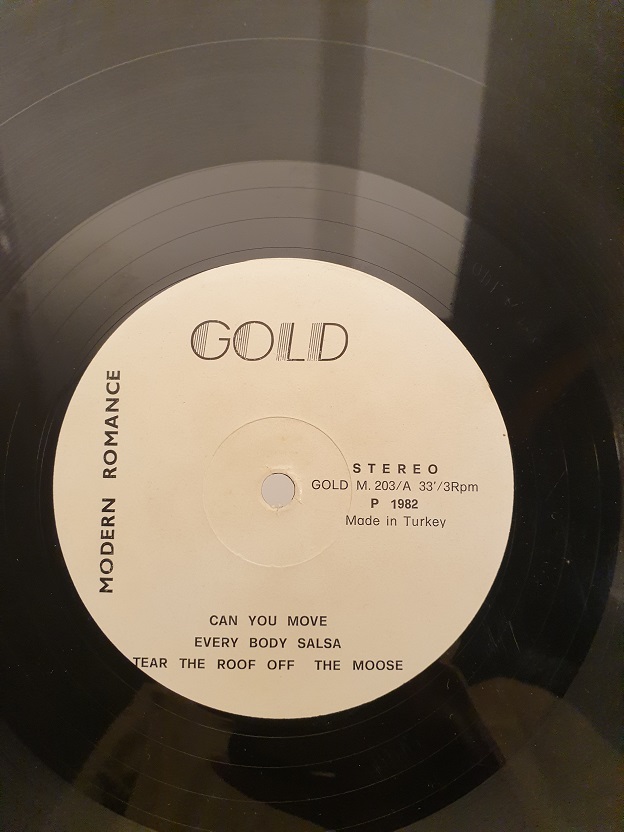 GOLD
MODERN ROMANCE
STEREO
GOLD M. 203/A 33'/3Rpm
P 1982
Made in Turkey
CAN YOU MOVE
EVERY BODY SALSA
TEAR THE ROOF OFF THE MOOSE